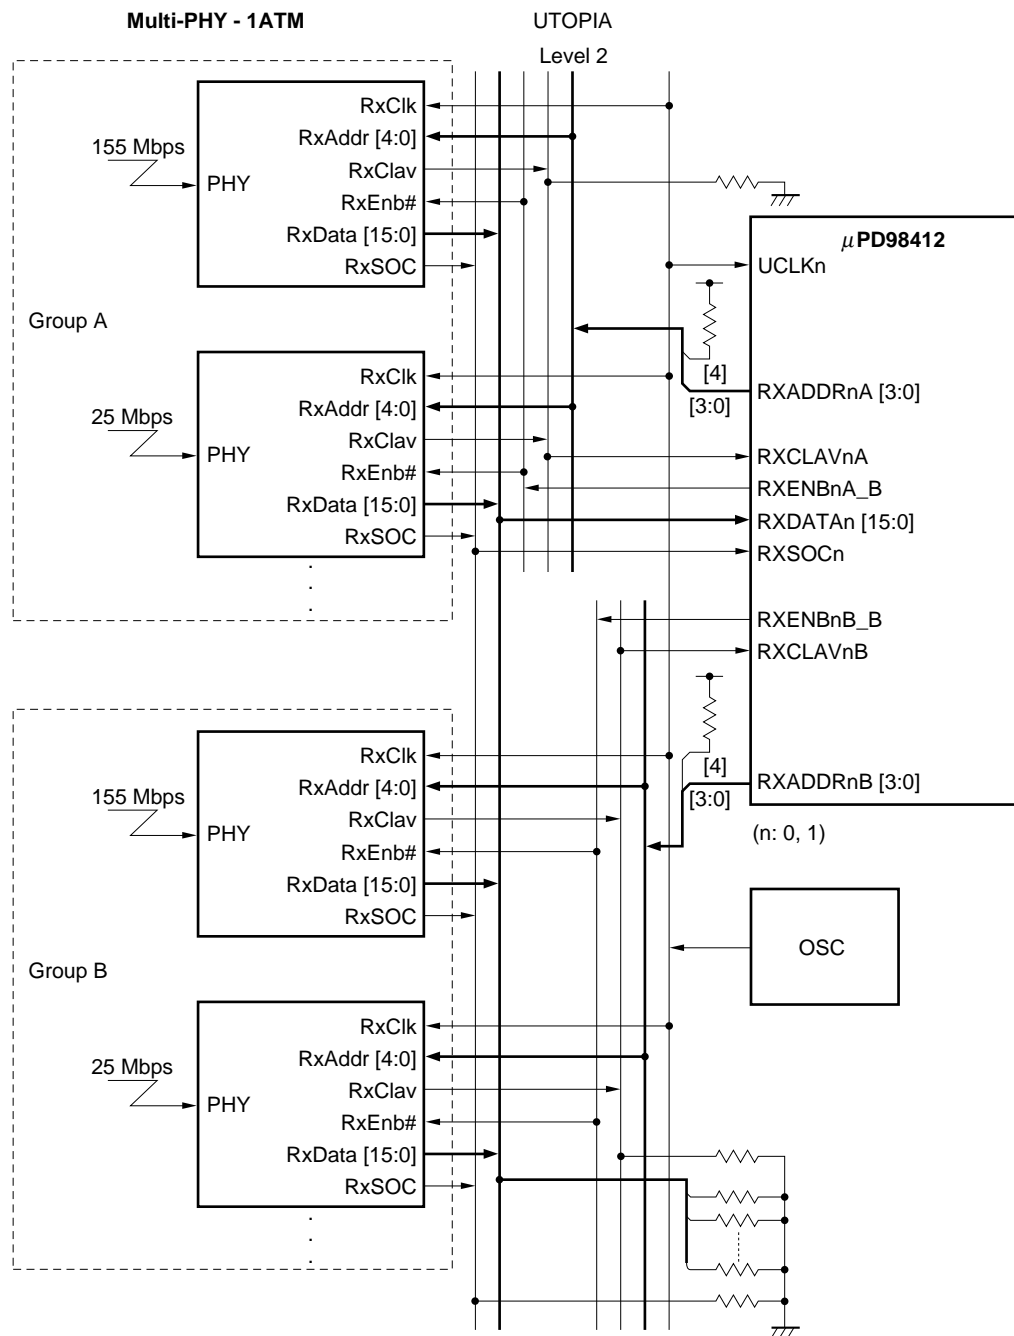 Multi-PHY - 1ATM
UTOPIA
Level 2
155 Mbps
PHY
RxClk
RxAddr [4:0]
RxClav
RxEnb#
RxData [15:0]
RxSOC
Group A
25 Mbps
PHY
RxClk
RxAddr [4:0]
RxClav
RxEnb#
RxData [15:0]
RxSOC
.
.
.
μPD98412
UCLKn
[4]
[3:0]
RXADDRnA [3:0]
RXCLAVnA
RXENBnA_B
RXDATAn [15:0]
RXSOCn
RXENBnB_B
RXCLAVnB
[4]
[3:0]
RXADDRnB [3:0]
(n: 0, 1)
155 Mbps
PHY
RxClk
RxAddr [4:0]
RxClav
RxEnb#
RxData [15:0]
RxSOC
OSC
Group B
25 Mbps
PHY
RxClk
RxAddr [4:0]
RxClav
RxEnb#
RxData [15:0]
RxSOC
.
.
.